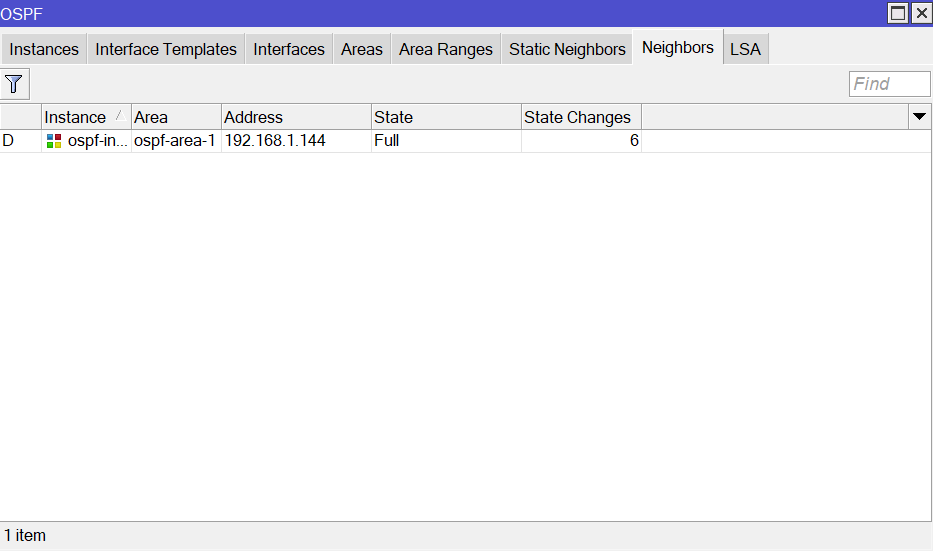 OSPF
Instances Interface Templates Interfaces Areas Area Ranges Static Neighbors Neighbors LSA
Find
Instance Area Address State State Changes
D ospf-in... ospf-area-1 192.168.1.144 Full 6
1 item